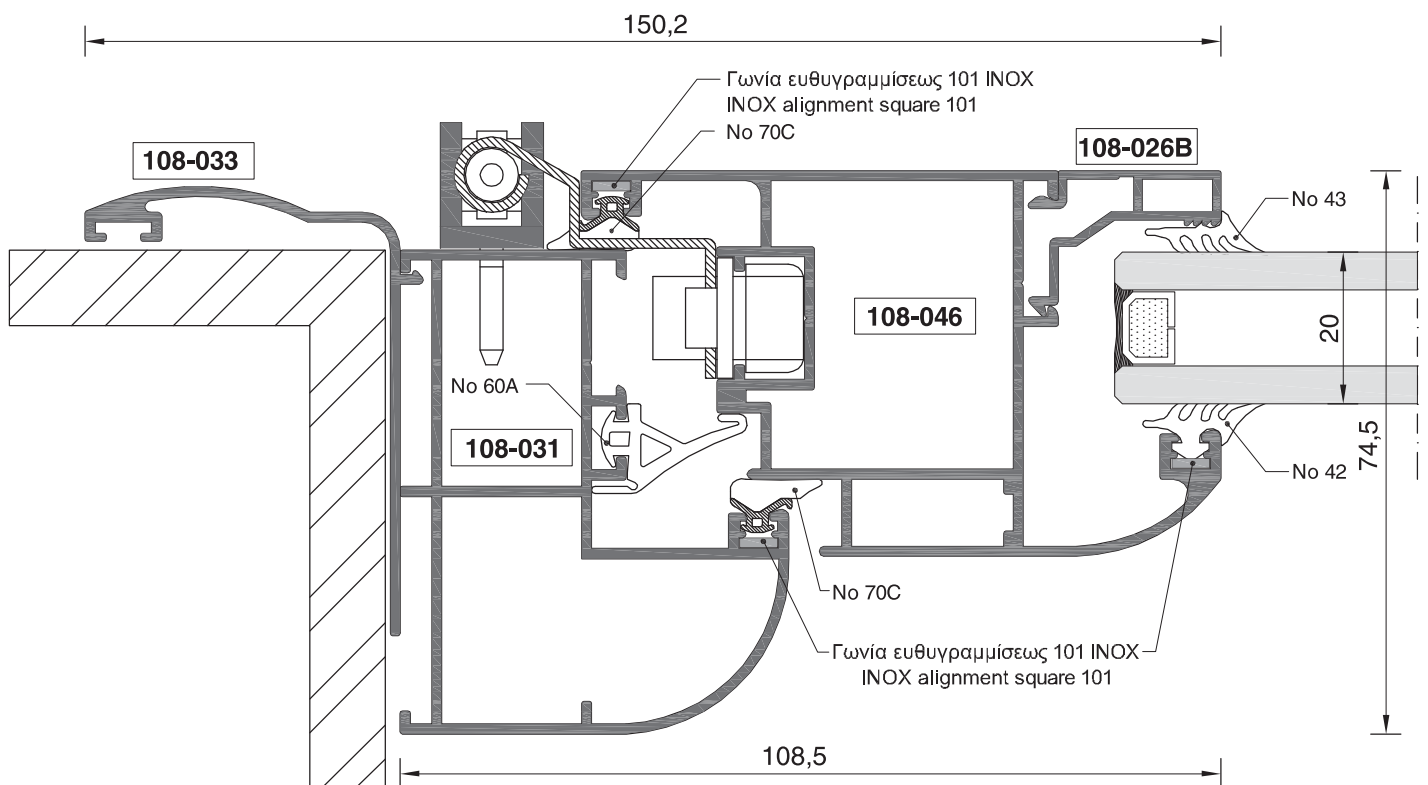 150,2
Γωνία ευθυγραμμίσεως 101 INOX
INOX alignment square 101
No 70C
108-033
108-026B
No 43
108-046
20
No 60A
108-031
74,5
No 42
No 70C
Γωνία ευθυγραμμίσεως 101 INOX
INOX alignment square 101
108,5